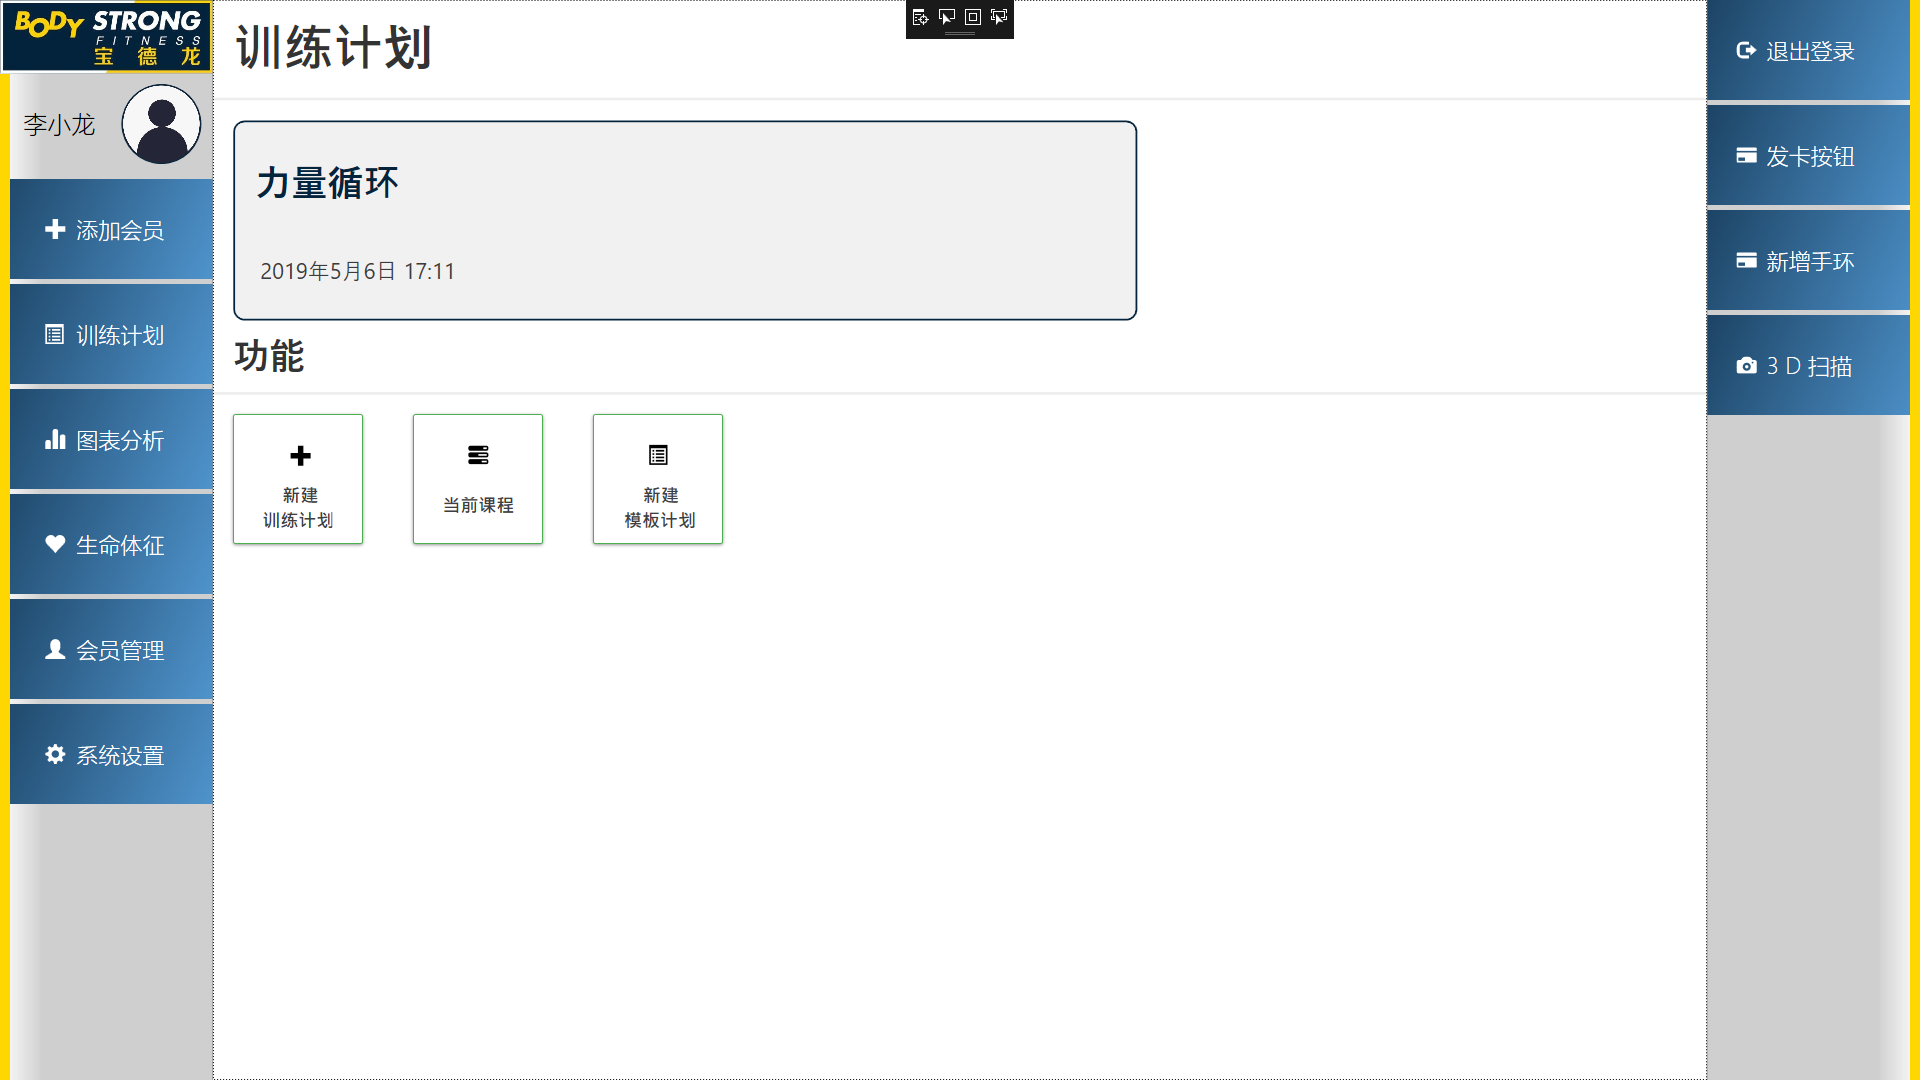 BODY STRONG
FITNESS
宝德龙
李小龙
添加会员
训练计划
图表分析
生命体征
会员管理
系统设置
训练计划
力量循环
2019年5月6日 17:11
功能
新建
训练计划
当前课程
新建
模板计划
退出登录
发卡按钮
新增手环
3 D 扫描